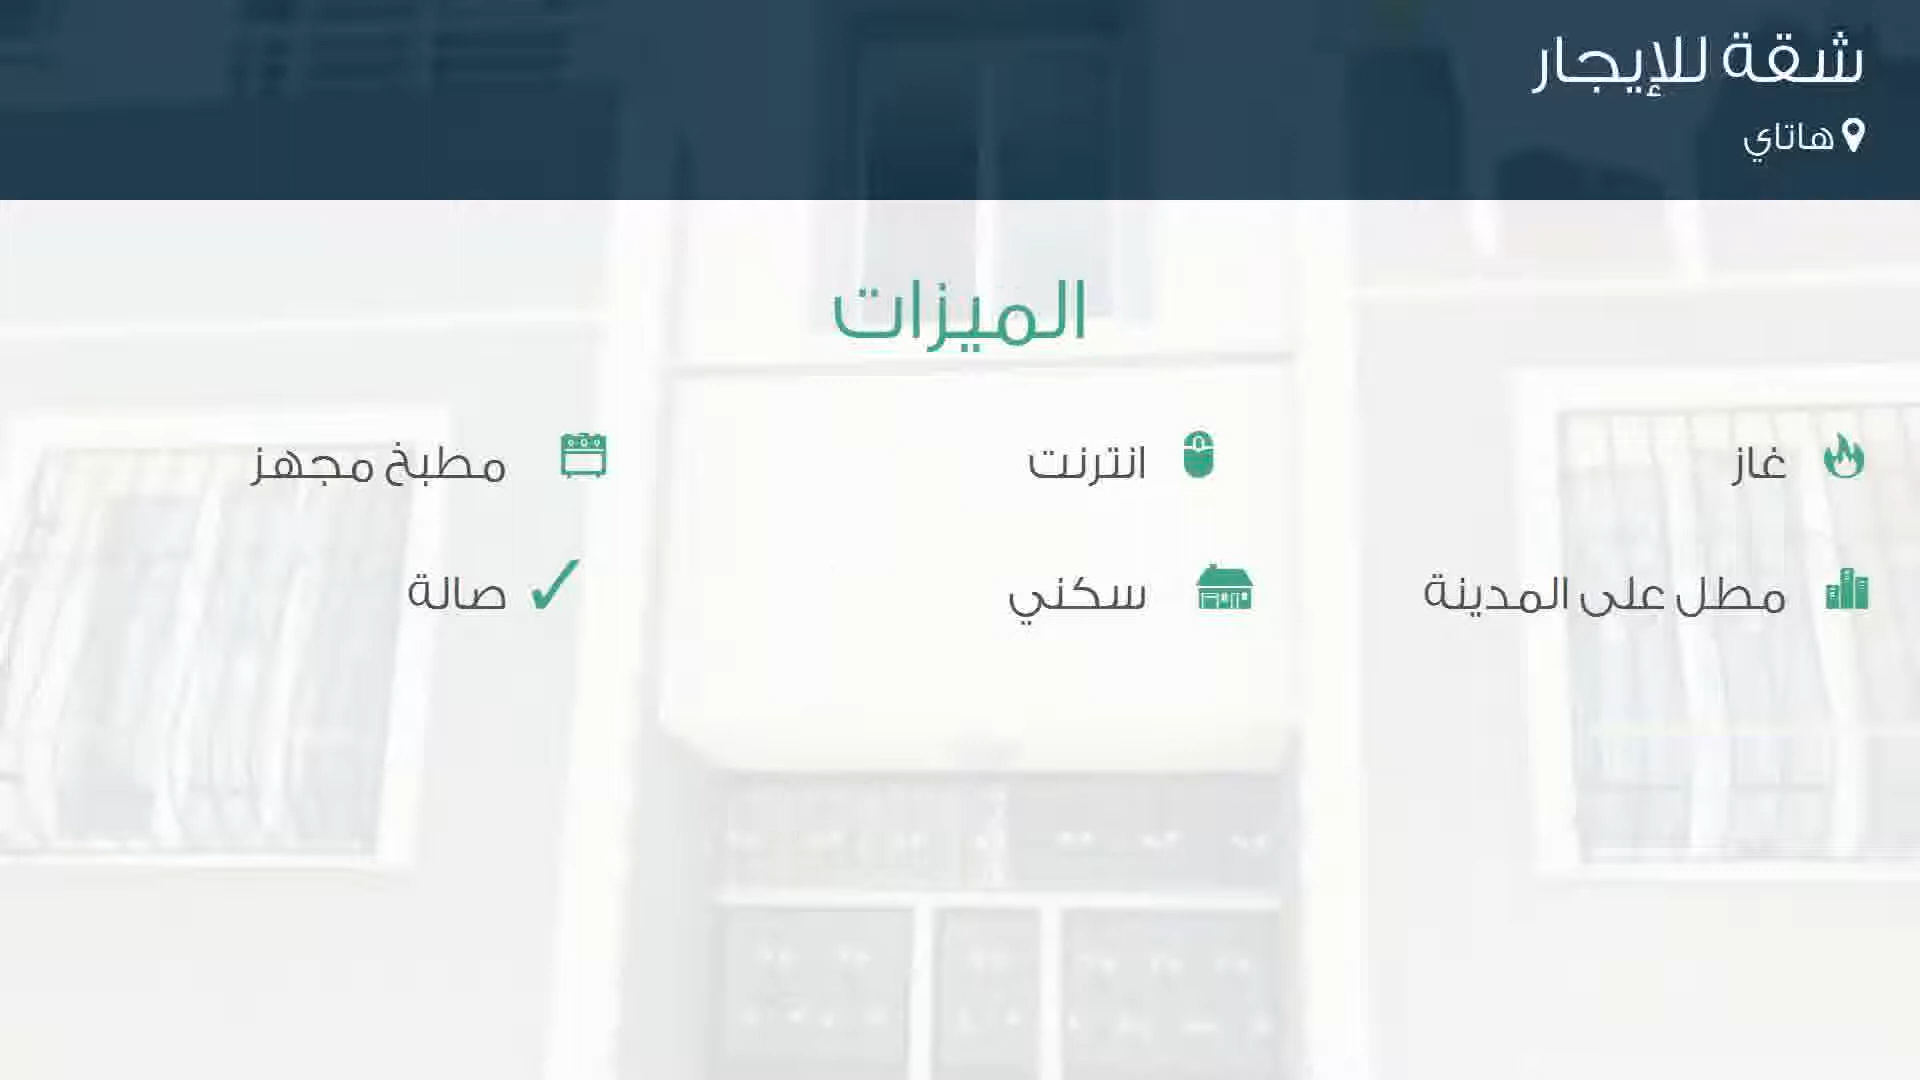 شقة للإيجار
هاتاي
الميزات
غاز
انترنت
مطبخ مجهز
مطل على المدينة
سكني
صالة